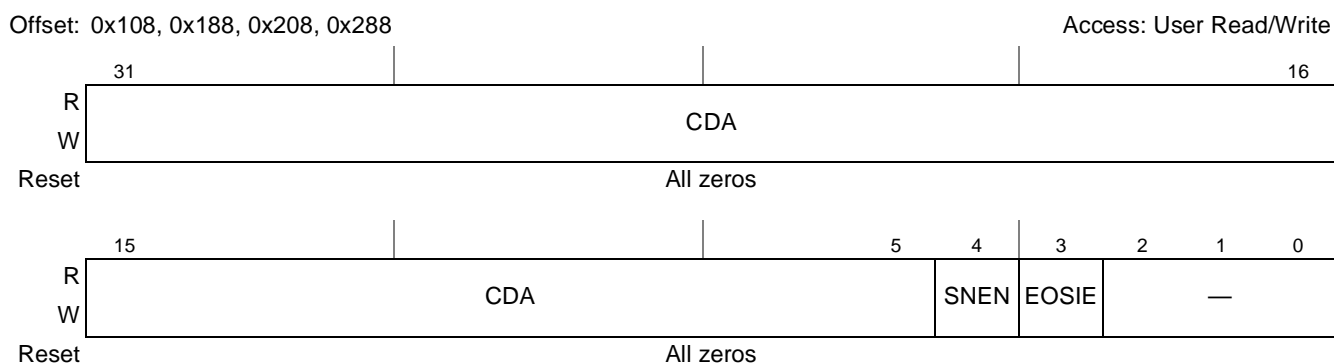 Offset: 0x108, 0x188, 0x208, 0x288 Access: User Read/Write
31 16
R
CDA
W
Reset All zeros
15 5 4 3 2 1 0
R
CDA SNEN EOSIE —
W
Reset All zeros